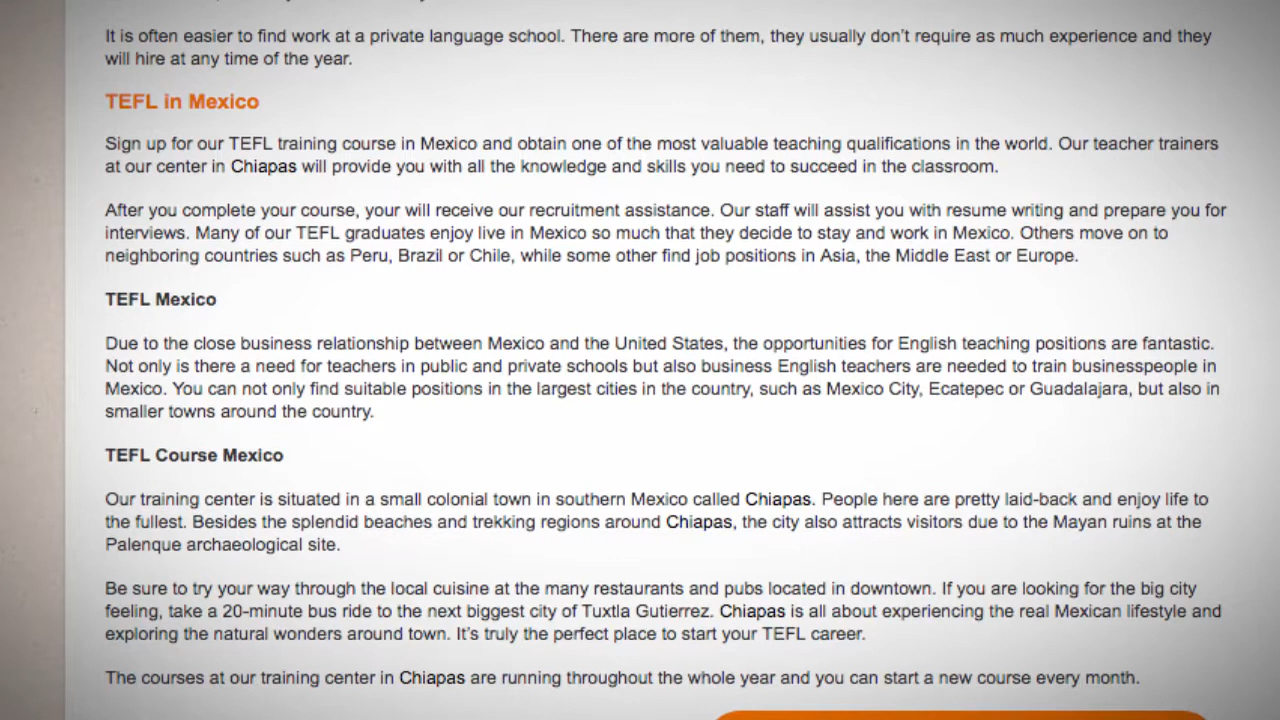 It is often easier to find work at a private language school. There are more of them, they usually don't require as much experience and they
will hire at any time of the year.
TEFL in Mexico
Sign up for our TEFL training course in Mexico and obtain one of the most valuable teaching qualifications in the world. Our teacher trainers
at our center in Chiapas will provide you with all the knowledge and skills you need to succeed in the classroom.
After you complete your course, your will receive our recruitment assistance. Our staff will assist you with resume writing and prepare you for
interviews. Many of our TEFL graduates enjoy live in Mexico so much that they decide to stay and work in Mexico. Others move on to
neighboring countries such as Peru, Brazil or Chile, while some other find job positions in Asia, the Middle East or Europe.
TEFL Mexico
Due to the close business relationship between Mexico and the United States, the opportunities for English teaching positions are fantastic.
Not only is there a need for teachers in public and private schools but also business English teachers are needed to train businesspeople in
Mexico. You can not only find suitable positions in the largest cities in the country, such as Mexico City, Ecatepec or Guadalajara, but also in
smaller towns around the country.
TEFL Course Mexico
Our training center is situated in a small colonial town in southern Mexico called Chiapas. People here are pretty laid-back and enjoy life to
the fullest. Besides the splendid beaches and trekking regions around Chiapas, the city also attracts visitors due to the Mayan ruins at the
Palenque archaeological site.
Be sure to try your way through the local cuisine at the many restaurants and pubs located in downtown. If you are looking for the big city
feeling, take a 20-minute bus ride to the next biggest city of Tuxtla Gutierrez. Chiapas is all about experiencing the real Mexican lifestyle and
exploring the natural wonders around town. It's truly the perfect place to start your TEFL career.
The courses at our training center in Chiapas are running throughout the whole year and you can start a new course every month.